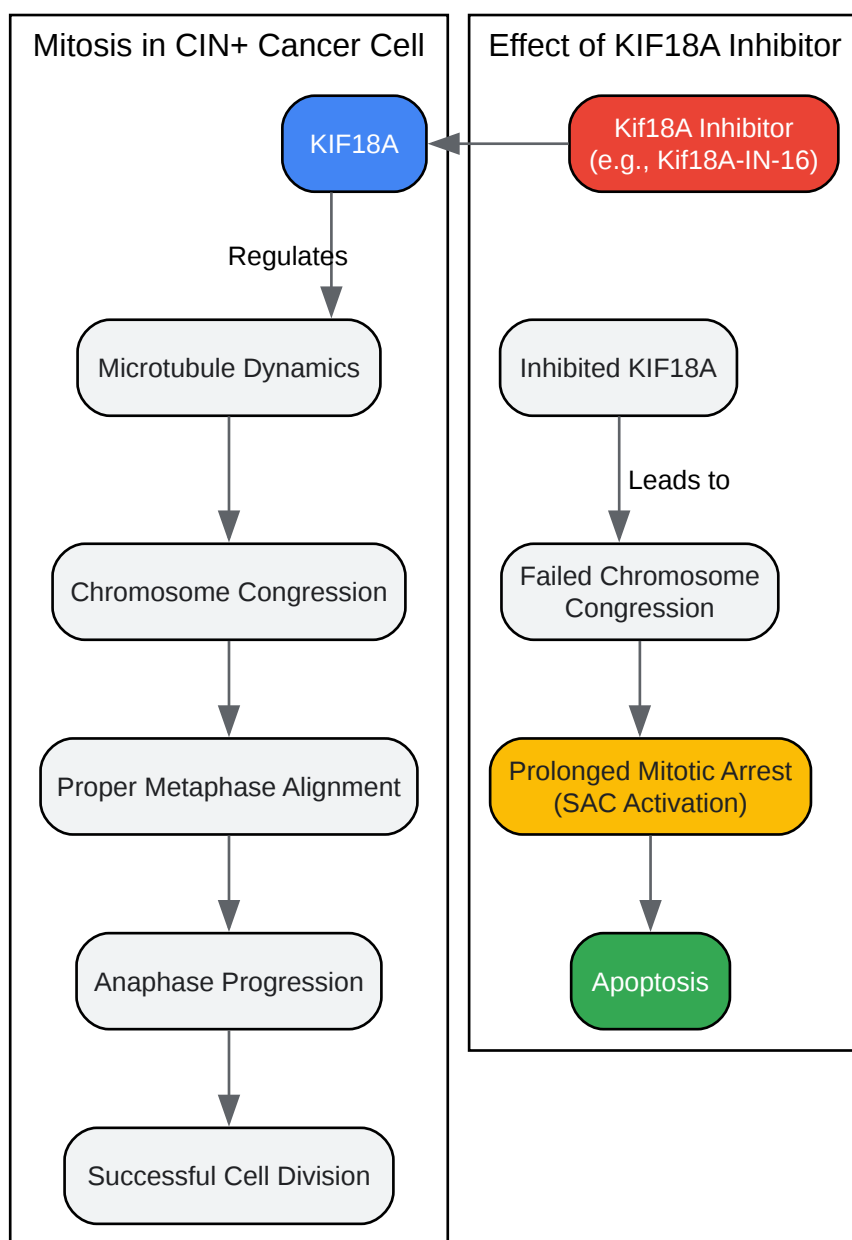 Mitosis in CIN+ Cancer Cell
KIF18A
Regulates
Microtubule Dynamics
Chromosome Congression
Proper Metaphase Alignment
Anaphase Progression
Successful Cell Division
Effect of KIF18A Inhibitor
Kif18A Inhibitor
(e.g., Kif18A-IN-16)
Inhibited KIF18A
Leads to
Failed Chromosome
Congression
Prolonged Mitotic Arrest
(SAC Activation)
Apoptosis